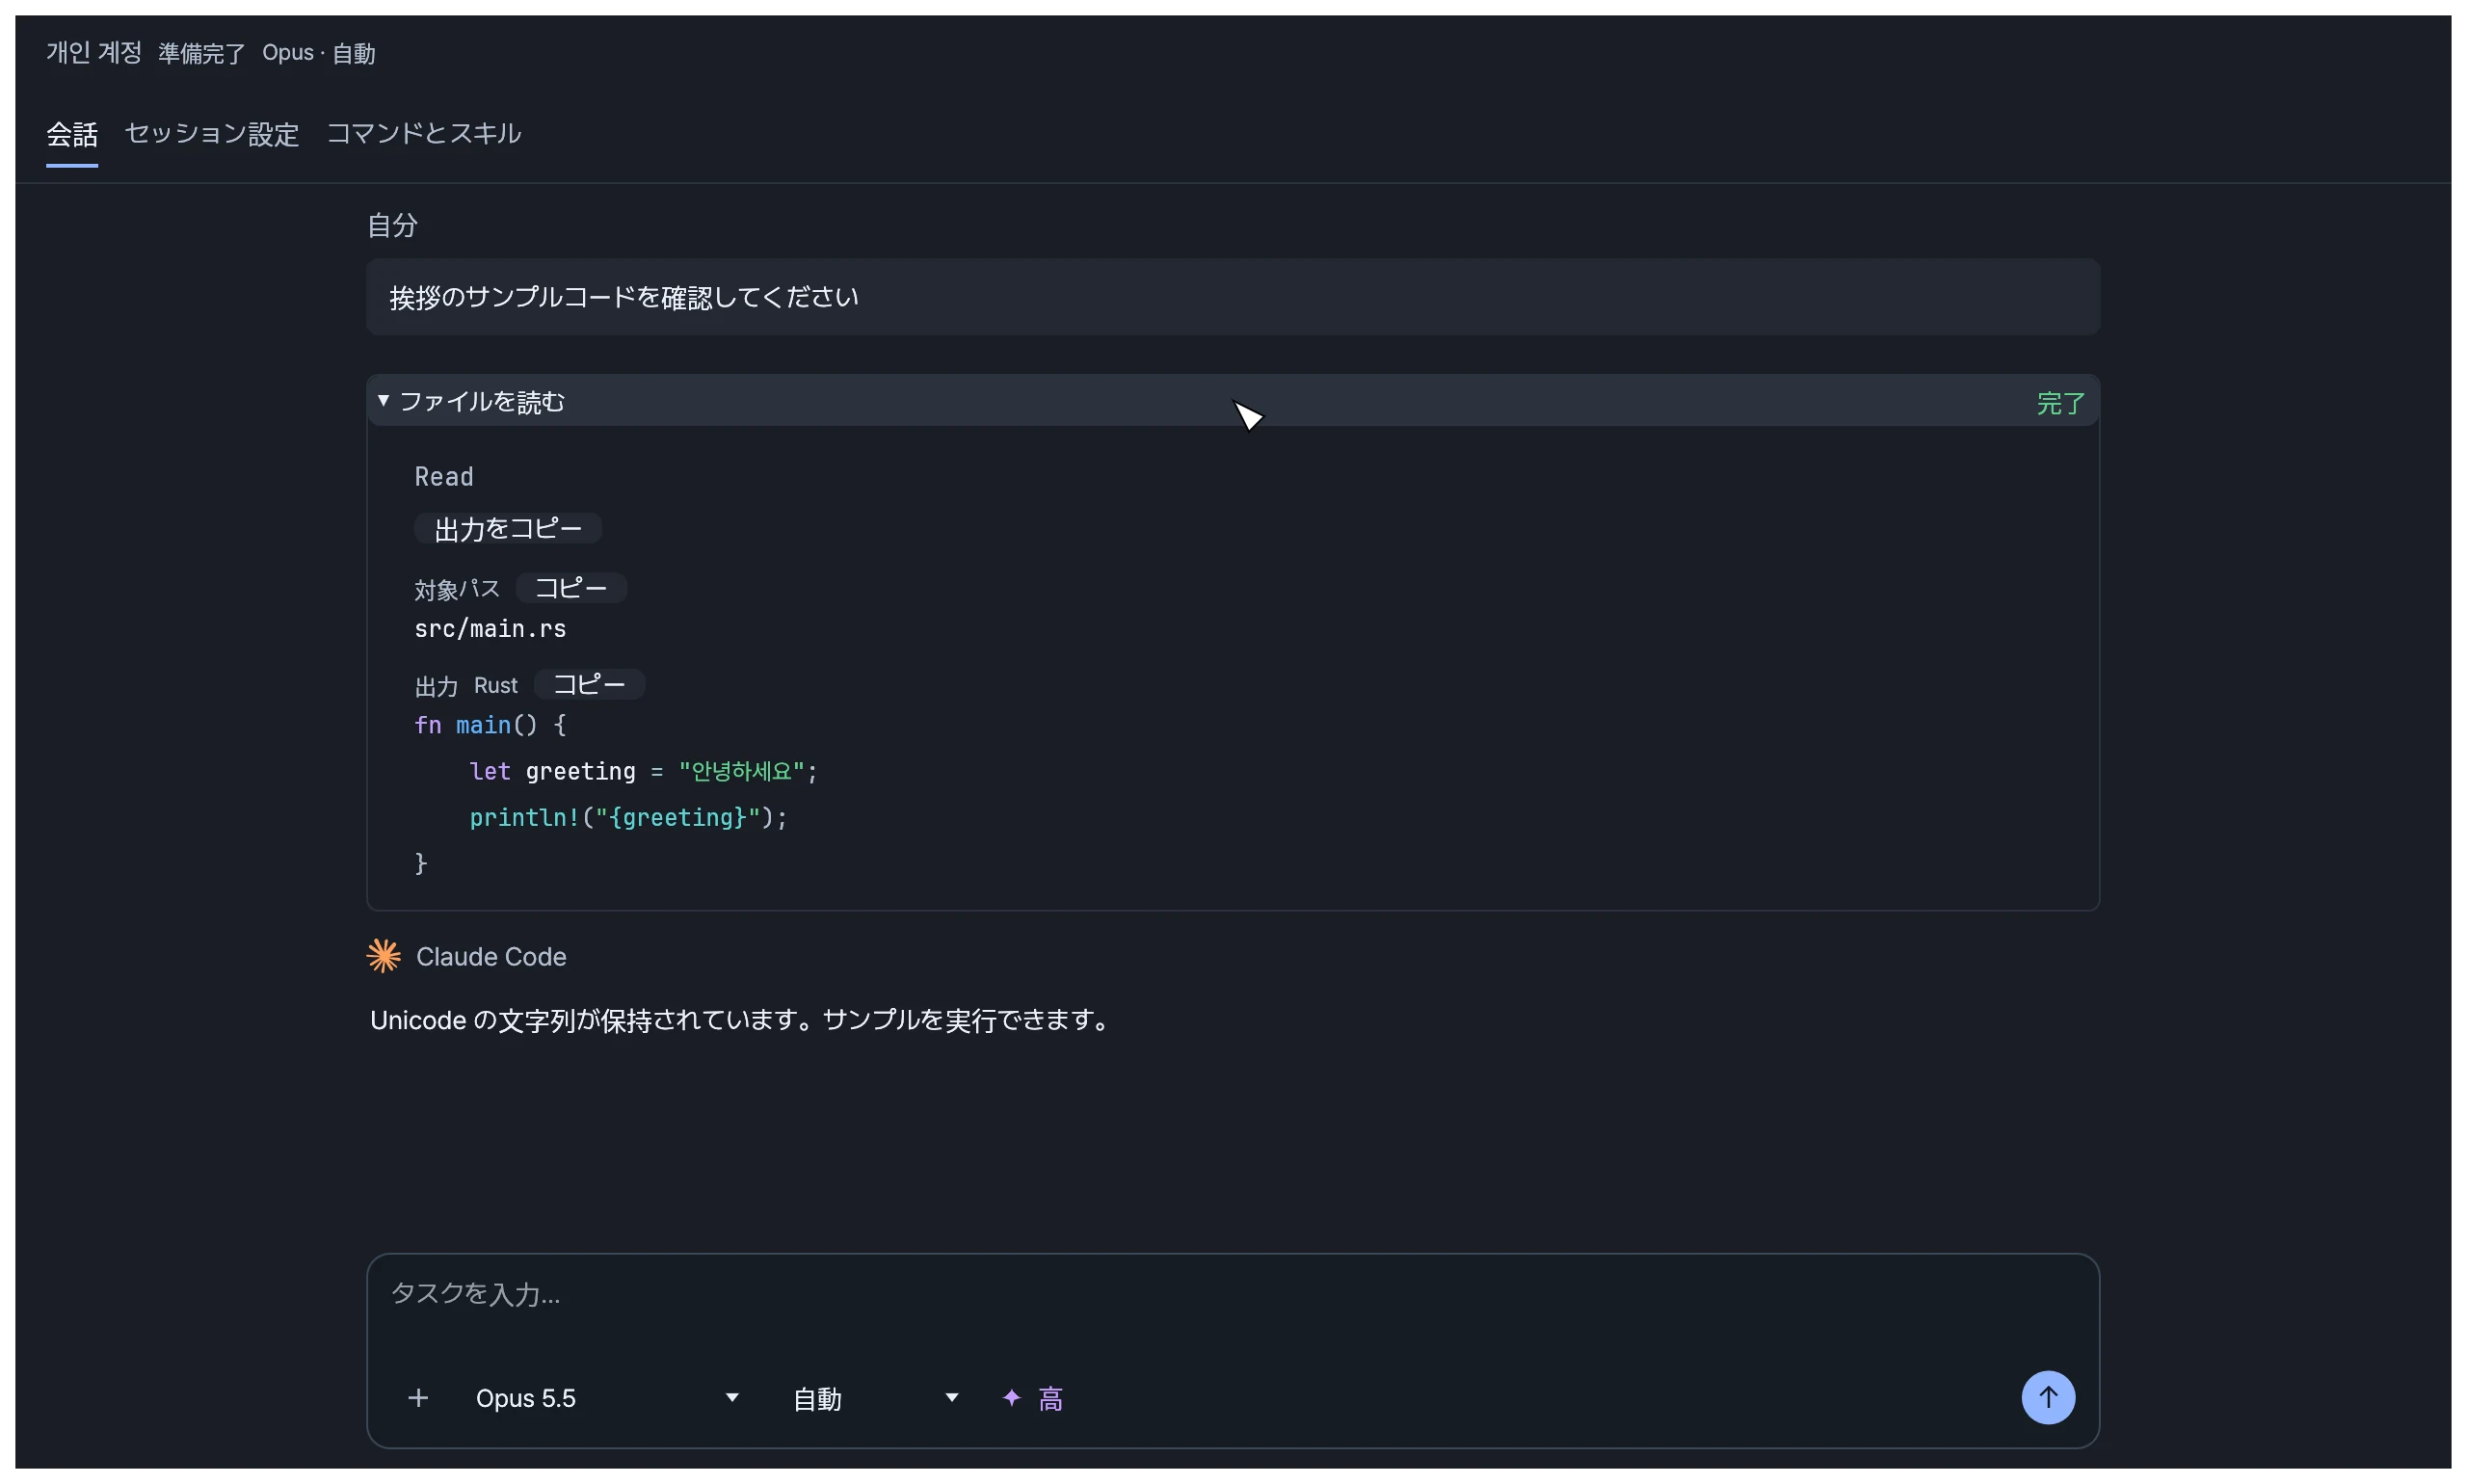 개인 계정 準備完了 Opus · 自動
会話 セッション設定 コマンドとスキル
自分
挨拶のサンプルコードを確認してください
▼ ファイルを読む 完了
Read
出力をコピー
対象パス コピー
src/main.rs
出力 Rust コピー
fn main() {
    let greeting = "안녕하세요";
    println!("{greeting}");
}
Claude Code
Unicode の文字列が保持されています。サンプルを実行できます。
タスクを入力...
+ Opus 5.5 ▼ 自動 ▼ ✦ 高 ↑